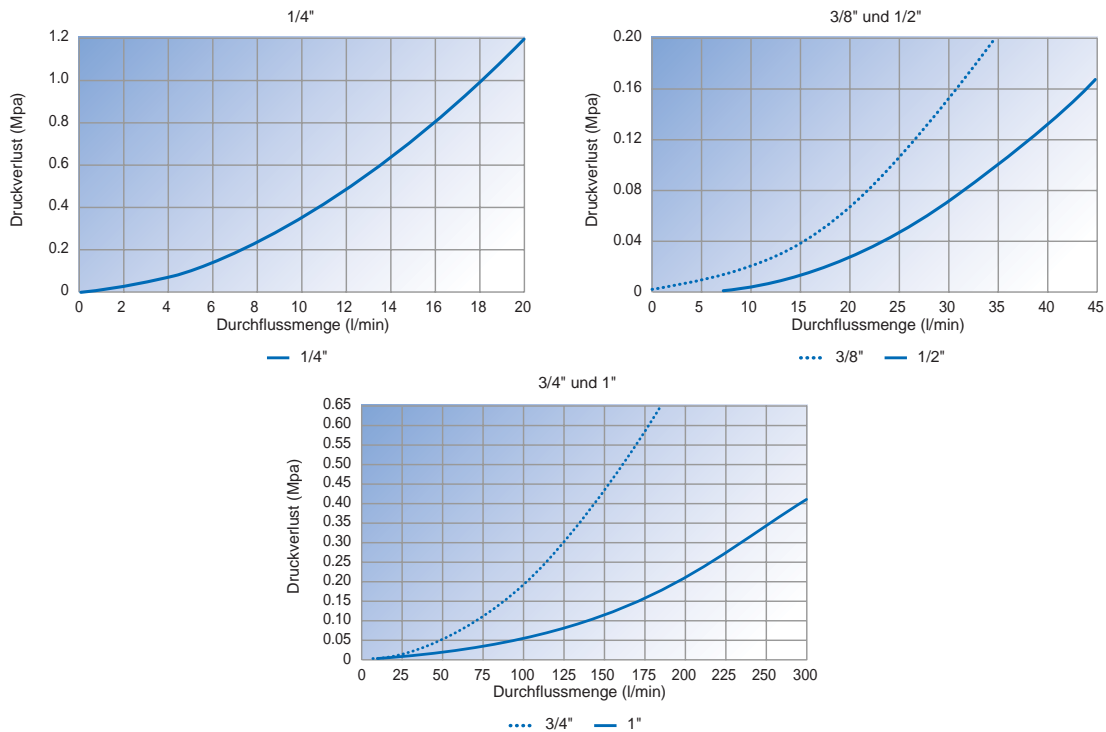 1/4"
1.2
1.0
0.8
0.6
0.4
0.2
0
Druckverlust (Mpa)
0 2 4 6 8 10 12 14 16 18 20
Durchflussmenge (l/min)
1/4"
3/8" und 1/2"
0.20
0.16
0.12
0.08
0.04
0
Druckverlust (Mpa)
0 5 10 15 20 25 30 35 40 45
Durchflussmenge (l/min)
3/8" 1/2"
3/4" und 1"
0.65
0.60
0.55
0.50
0.45
0.40
0.35
0.30
0.25
0.20
0.15
0.10
0.05
0
Druckverlust (Mpa)
0 25 50 75 100 125 150 175 200 225 250 300
Durchflussmenge (l/min)
3/4" 1"